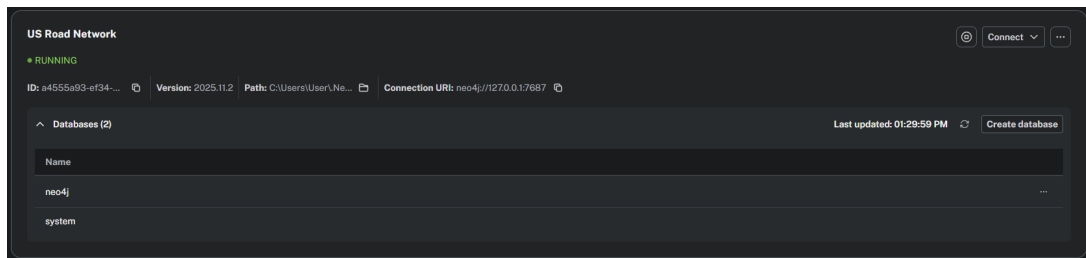 US Road Network
Connect
...
RUNNING
ID: a4555a93-ef34-... Version: 2025.11.2 Path: C:\Users\User\.Ne... Connection URI: neo4j://127.0.0.1:7687
Databases (2) Last updated: 01:29:59 PM Create database
Name
neo4j ...
system